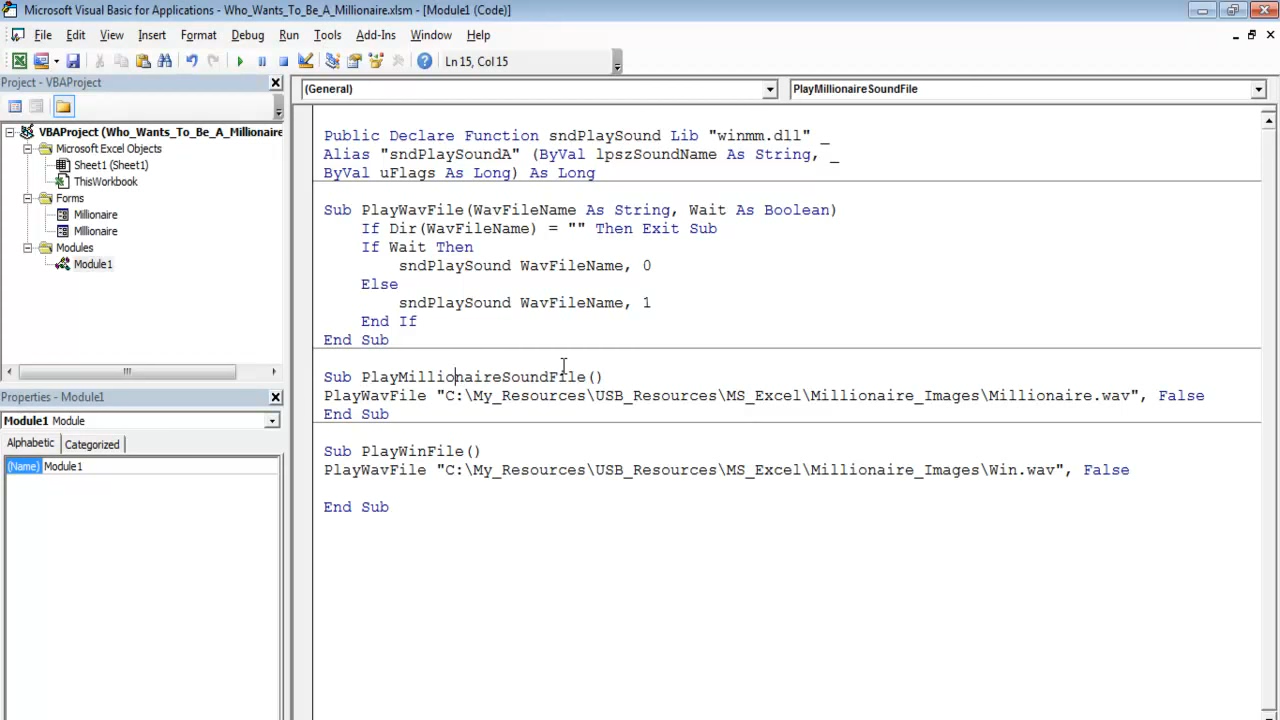 Microsoft Visual Basic for Applications - Who_Wants_To_Be_A_Millionaire.xlsm - [Module1 (Code)]
File Edit View Insert Format Debug Run Tools Add-Ins Window Help
Ln 15, Col 15
Project - VBAProject
VBAProject (Who_Wants_To_Be_A_Millionaire
Microsoft Excel Objects
Sheet1 (Sheet1)
ThisWorkbook
Forms
Millionaire
Millionaire
Modules
Module1
Properties - Module1
Module1 Module
Alphabetic Categorized
(Name) Module1
(General) PlayMillionaireSoundFile
Public Declare Function sndPlaySound Lib "winmm.dll" _
Alias "sndPlaySoundA" (ByVal lpszSoundName As String, _
ByVal uFlags As Long) As Long
Sub PlayWavFile(WavFileName As String, Wait As Boolean)
If Dir(WavFileName) = "" Then Exit Sub
If Wait Then
sndPlaySound WavFileName, 0
Else
sndPlaySound WavFileName, 1
End If
End Sub
Sub PlayMillionaireSoundFile()
PlayWavFile "C:\My_Resources\USB_Resources\MS_Excel\Millionaire_Images\Millionaire.wav", False
End Sub
Sub PlayWinFile()
PlayWavFile "C:\My_Resources\USB_Resources\MS_Excel\Millionaire_Images\Win.wav", False
End Sub